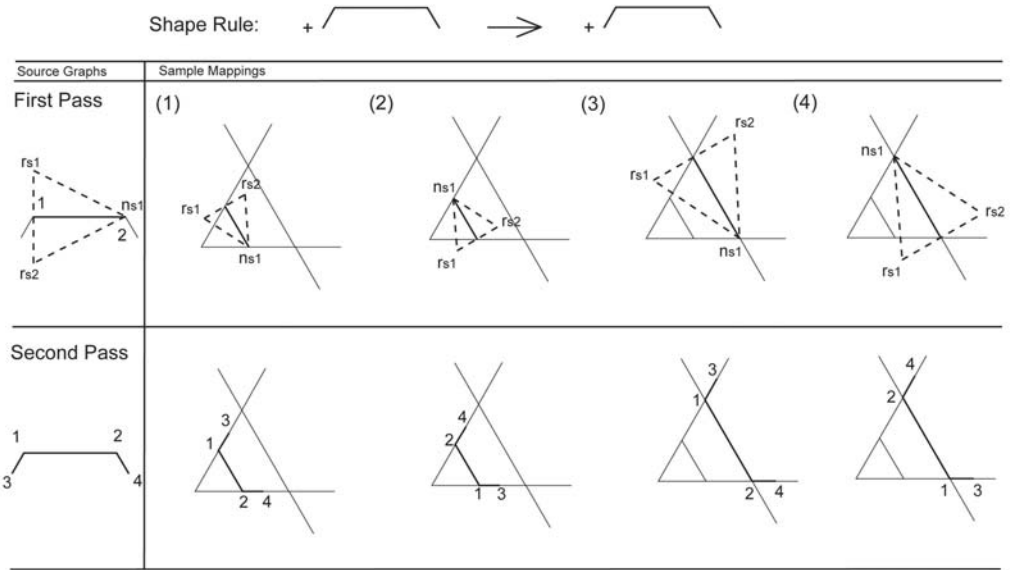 Shape Rule: + +
Source Graphs Sample Mappings
First Pass (1) (2) (3) (4)
rs1 1 ns1 2 rs2
rs1 rs2 ns1
ns1 rs2 rs1
rs2 rs1 ns1
ns1 rs2 rs1
Second Pass
1 2 3 4
3 1 2 4
4 2 1 3
3 1 2 4
4 2 1 3